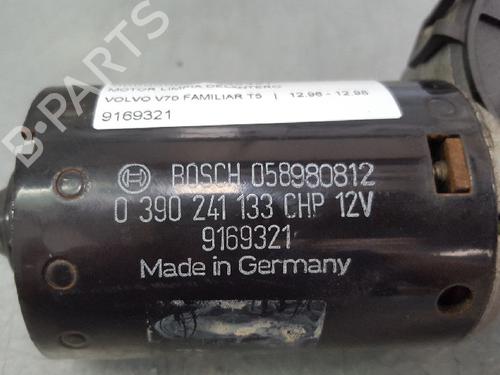 MOTOR LIMPIA DELANTERO
VOLVO V70 FAMILIAR T5 | 12.96 - 12.98
9169321
BOSCH 058980812
0 390 241 133 CHP 12V
9169321
Made in Germany
B-Parts